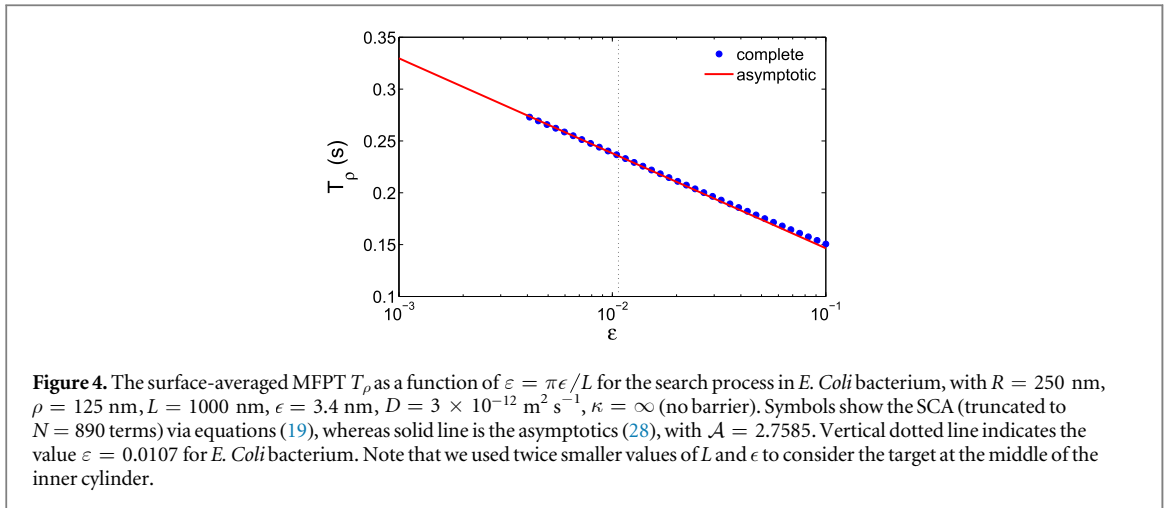 0.35
0.3
0.25
0.2
0.15
0.1
T_ρ (s)
complete
asymptotic
10^−3
10^−2
10^−1
ε
Figure 4. The surface-averaged MFPT T_ρ as a function of ε = πϵ/L for the search process in E. Coli bacterium, with R = 250 nm,
ρ = 125 nm, L = 1000 nm, ϵ = 3.4 nm, D = 3 × 10^−12 m^2 s^−1, κ = ∞ (no barrier). Symbols show the SCA (truncated to
N = 890 terms) via equations (19), whereas solid line is the asymptotics (28), with 𝒜 = 2.7585. Vertical dotted line indicates the
value ε = 0.0107 for E. Coli bacterium. Note that we used twice smaller values of L and ϵ to consider the target at the middle of the
inner cylinder.